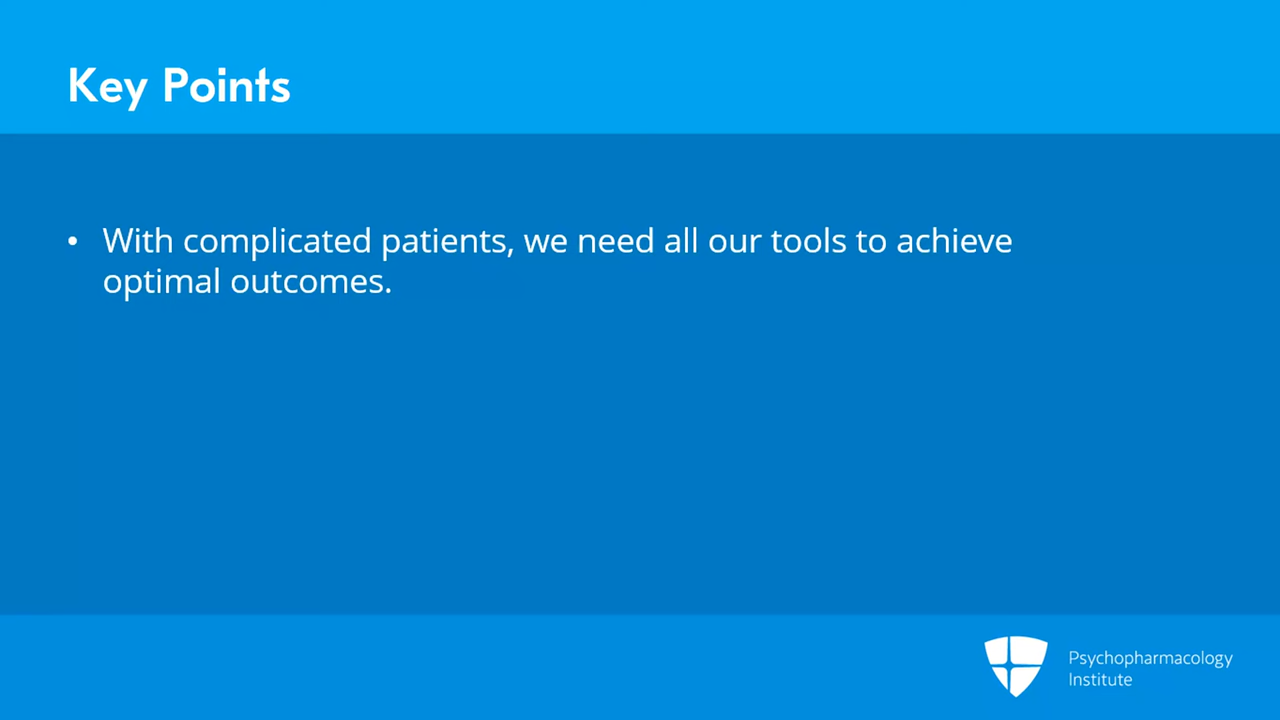 Key Points
• With complicated patients, we need all our tools to achieve
optimal outcomes.
Psychopharmacology
Institute